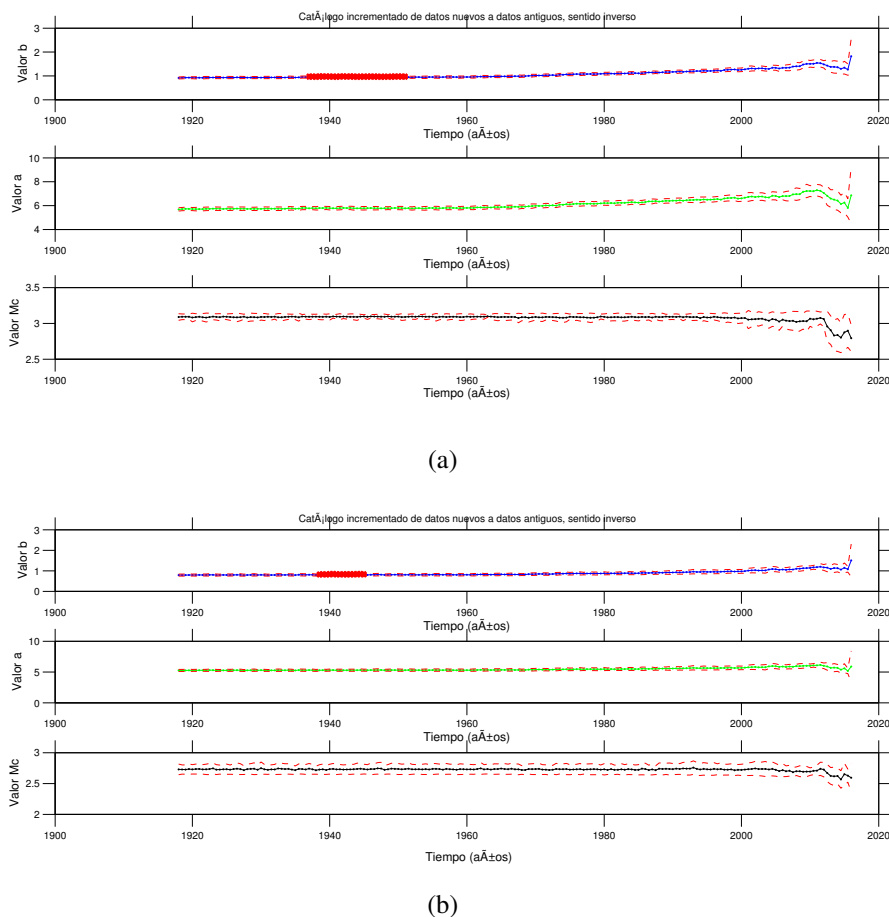 CatÃ¡logo incrementado de datos nuevos a datos antiguos, sentido inverso
3
2
1
0
Valor b
1900 1920 1940 1960 1980 2000 2020
Tiempo (aÃ±os)
10
8
6
4
Valor a
1900 1920 1940 1960 1980 2000 2020
Tiempo (aÃ±os)
3.5
3
2.5
Valor Mc
1900 1920 1940 1960 1980 2000 2020
Tiempo (aÃ±os)
(a)
CatÃ¡logo incrementado de datos nuevos a datos antiguos, sentido inverso
3
2
1
0
Valor b
1900 1920 1940 1960 1980 2000 2020
Tiempo (aÃ±os)
10
5
0
Valor a
1900 1920 1940 1960 1980 2000 2020
Tiempo (aÃ±os)
3
2.5
2
Valor Mc
1900 1920 1940 1960 1980 2000 2020
Tiempo (aÃ±os)
(b)